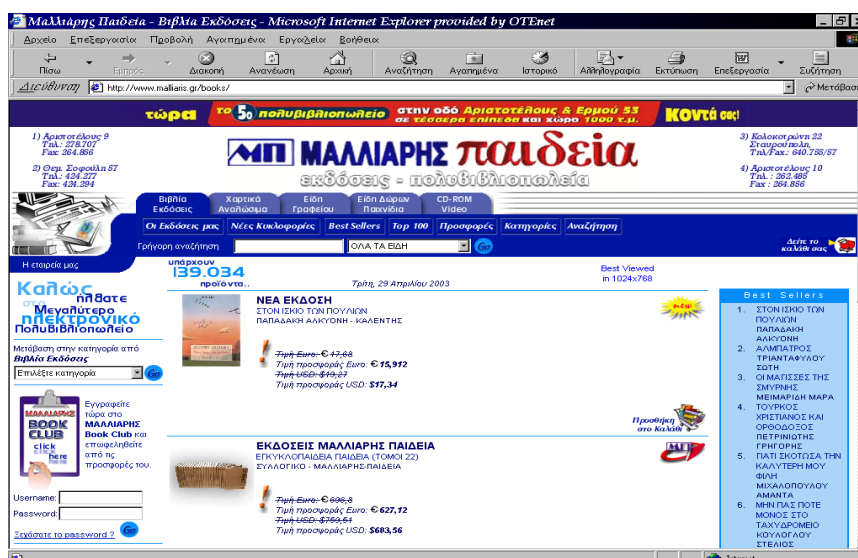 Μαλλιάρης Παιδεία - Βιβλία Εκδόσεις - Microsoft Internet Explorer provided by OTEnet
Αρχείο Επεξεργασία Προβολή Αγαπημένα Εργαλεία Βοήθεια
Πίσω Εμπρός Διακοπή Ανανέωση Αρχική Αναζήτηση Αγαπημένα Ιστορικό Αλληλογραφία Εκτύπωση Επεξεργασία Συζήτηση
Διεύθυνση http://www.malliaris.gr/books/ Μετάβαση
τώρα το 5ο πολυβιβλιοπωλείο στην οδό Αριστοτέλους & Ερμού 53 ΚΟΝτά σας!
σε τέσσερα επίπεδα και χώρο 1000 τ.μ.
1) Αριστοτέλους 9
Τηλ: 278.707
Fax: 264.856
2) Θεμ. Σοφούλη 57
Τηλ: 424.277
Fax: 424.294
ΜΠ ΜΑΛΛΙΑΡΗΣ παιδεία
εκδόσεις - πολυβιβλιοπωλεία
3) Κολοκοτρώνη 22
Σταυρούπολη,
Τηλ/Fax.: 640.755/57
4) Αριστοτέλους 10
Τηλ. : 262.485
Fax : 264.856
Βιβλία Εκδόσεις
Χαρτικά Αναλώσιμα
Είδη Γραφείου
Είδη Δώρων Παιχνίδια
CD-ROM Video
Οι Εκδόσεις μας Νέες Κυκλοφορίες Best Sellers Top 100 Προσφορές Κατηγορίες Αναζήτηση
Γρήγορη αναζήτηση ΟΛΑ ΤΑ ΕΙΔΗ Go
Δείτε το
καλάθι σας
Η εταιρεία μας
Καλώς
ήλθατε
στο
Μεγαλύτερο
ηλεκτρονικό
Πολυβιβλιοπωλείο
Μετάβαση στην κατηγορία από
Βιβλία Εκδόσεις
Επιλέξτε κατηγορία Go
ΜΑΛΛΙΑΡΗΣ
BOOK
CLUB
click
here
Εγγραφείτε
τώρα στο
ΜΑΛΛΙΑΡΗΣ
Book Club και
επωφεληθείτε
από τις
προσφορές του.
Username:
Password:
Ξεχάσατε το password ? Go
υπάρχουν
139.034
προϊόντα..
Τρίτη, 29 Απριλίου 2003
Best Viewed
in 1024x768
ΝΕΑ ΕΚΔΟΣΗ
ΣΤΟΝ ΙΣΚΙΟ ΤΩΝ ΠΟΥΛΙΩΝ
ΠΑΠΑΔΑΚΗ ΑΛΚΥΟΝΗ - ΚΑΛΕΝΤΗΣ
new
Τιμή Euro: € 17,68
Τιμή προσφοράς Euro: € 15,912
Τιμή USD: $19,27
Τιμή προσφοράς USD: $17,34
Προσθήκη
στο Καλάθι
ΕΚΔΟΣΕΙΣ ΜΑΛΛΙΑΡΗΣ ΠΑΙΔΕΙΑ
ΕΓΚΥΚΛΟΠΑΙΔΕΙΑ ΠΑΙΔΕΙΑ (ΤΟΜΟΙ 22)
ΣΥΛΛΟΓΙΚΟ - ΜΑΛΛΙΑΡΗΣ-ΠΑΙΔΕΙΑ
ΜΠ
Τιμή Euro: € 696,8
Τιμή προσφοράς Euro: € 627,12
Τιμή USD: $759,51
Τιμή προσφοράς USD: $683,56
Best Sellers
1. ΣΤΟΝ ΙΣΚΙΟ ΤΩΝ
ΠΟΥΛΙΩΝ
ΠΑΠΑΔΑΚΗ
ΑΛΚΥΟΝΗ
2. ΑΛΜΠΑΤΡΟΣ
ΤΡΙΑΝΤΑΦΥΛΟΥ
ΣΩΤΗ
3. ΟΙ ΜΑΓΙΣΣΕΣ ΤΗΣ
ΣΜΥΡΝΗΣ
ΜΕΙΜΑΡΙΔΗ ΜΑΡΑ
4. ΤΟΥΡΚΟΣ
ΧΡΙΣΤΙΑΝΟΣ ΚΑΙ
ΟΡΘΟΔΟΞΟΣ
ΠΕΤΡΙΝΙΩΤΗΣ
ΓΡΗΓΟΡΗΣ
5. ΓΙΑΤΙ ΣΚΟΤΩΣΑ ΤΗΝ
ΚΑΛΥΤΕΡΗ ΜΟΥ
ΦΙΛΗ
ΜΙΧΑΛΟΠΟΥΛΟΥ
ΑΜΑΝΤΑ
6. ΜΗΝ ΠΑΣ ΠΟΤΕ
ΜΟΝΟΣ ΣΤΟ
ΤΑΧΥΔΡΟΜΕΙΟ
ΚΟΥΛΟΓΛΟΥ
ΣΤΕΛΙΟΣ
Internet